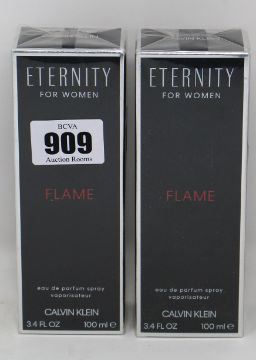 ETERNITY
FOR WOMEN
BCVA
909
Auction Rooms
FLAME
eau de parfum spray
vaporisateur
CALVIN KLEIN
3.4 FL OZ 100 ml ℮
CALVIN KLEIN
ETERNITY
FOR WOMEN
FLAME
eau de parfum spray
vaporisateur
CALVIN KLEIN
3.4 FL OZ 100 ml ℮